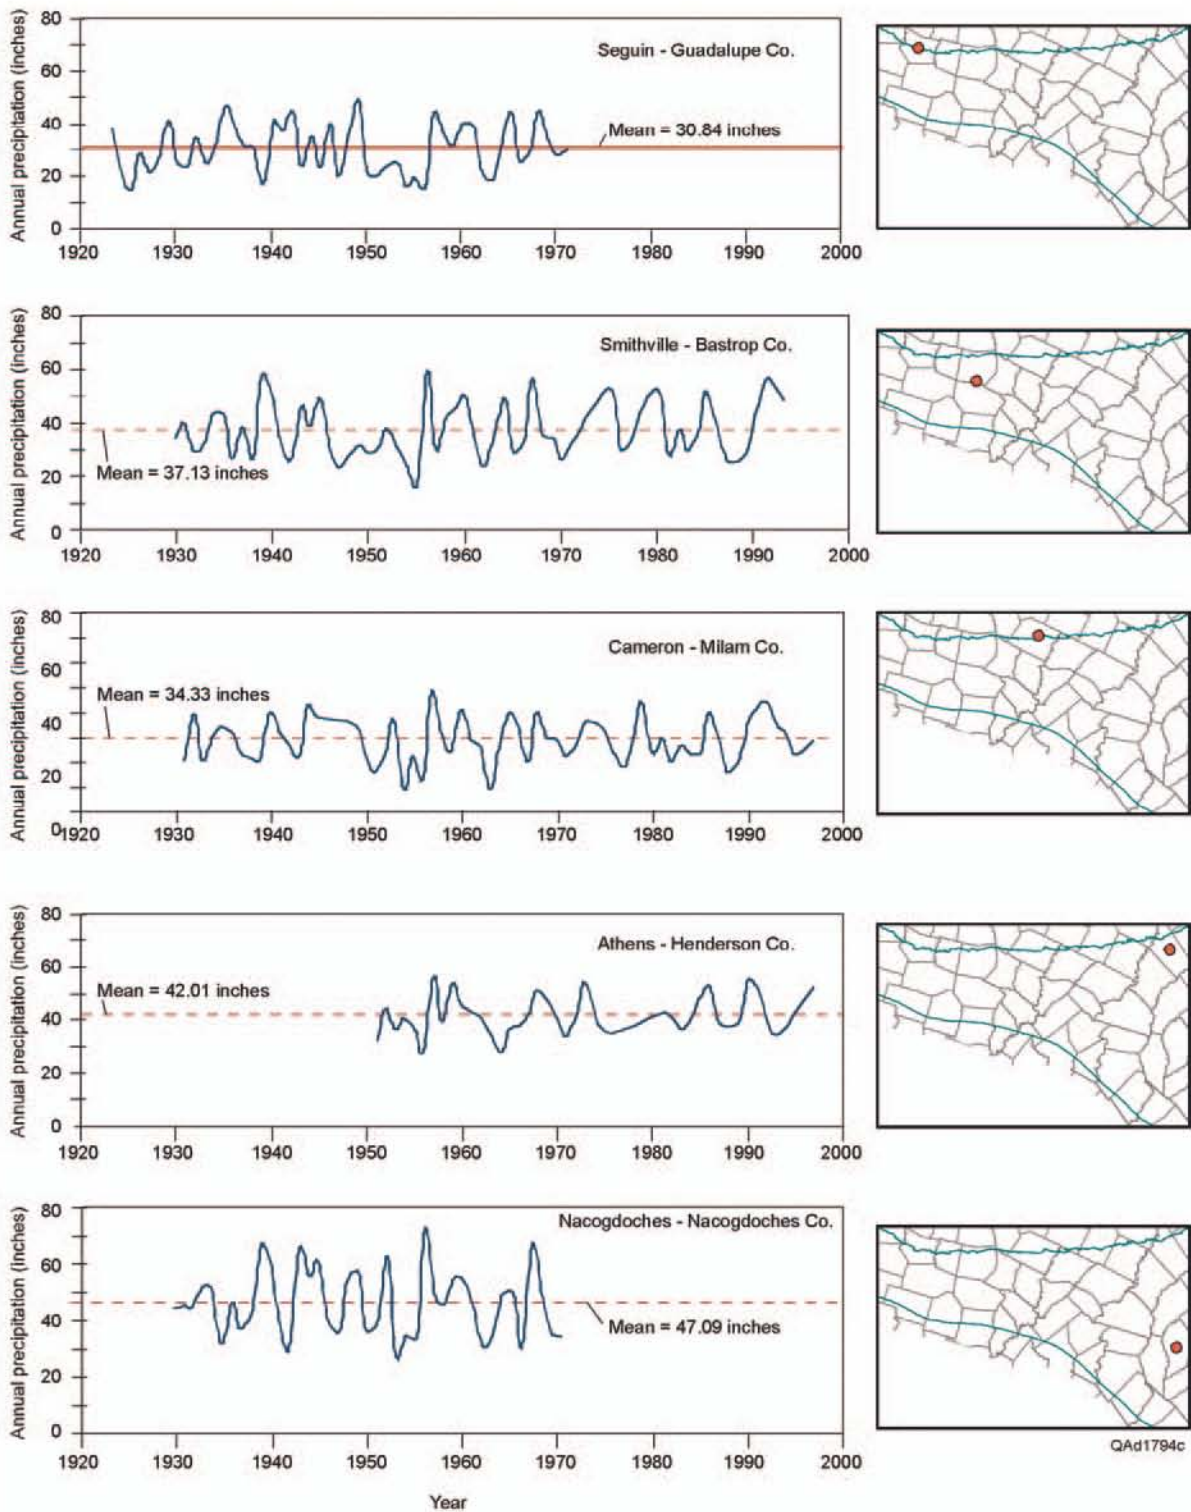 Annual precipitation (inches)
80
60
40
20
0
Seguin - Guadalupe Co.
Mean = 30.84 inches
1920 1930 1940 1950 1960 1970 1980 1990 2000
Annual precipitation (inches)
80
60
40
20
0
Smithville - Bastrop Co.
Mean = 37.13 inches
1920 1930 1940 1950 1960 1970 1980 1990 2000
Annual precipitation (inches)
80
60
40
20
0
Cameron - Milam Co.
Mean = 34.33 inches
1920 1930 1940 1950 1960 1970 1980 1990 2000
Annual precipitation (inches)
80
60
40
20
0
Athens - Henderson Co.
Mean = 42.01 inches
1920 1930 1940 1950 1960 1970 1980 1990 2000
Annual precipitation (inches)
80
60
40
20
0
Nacogdoches - Nacogdoches Co.
Mean = 47.09 inches
1920 1930 1940 1950 1960 1970 1980 1990 2000
Year
QAd1794c